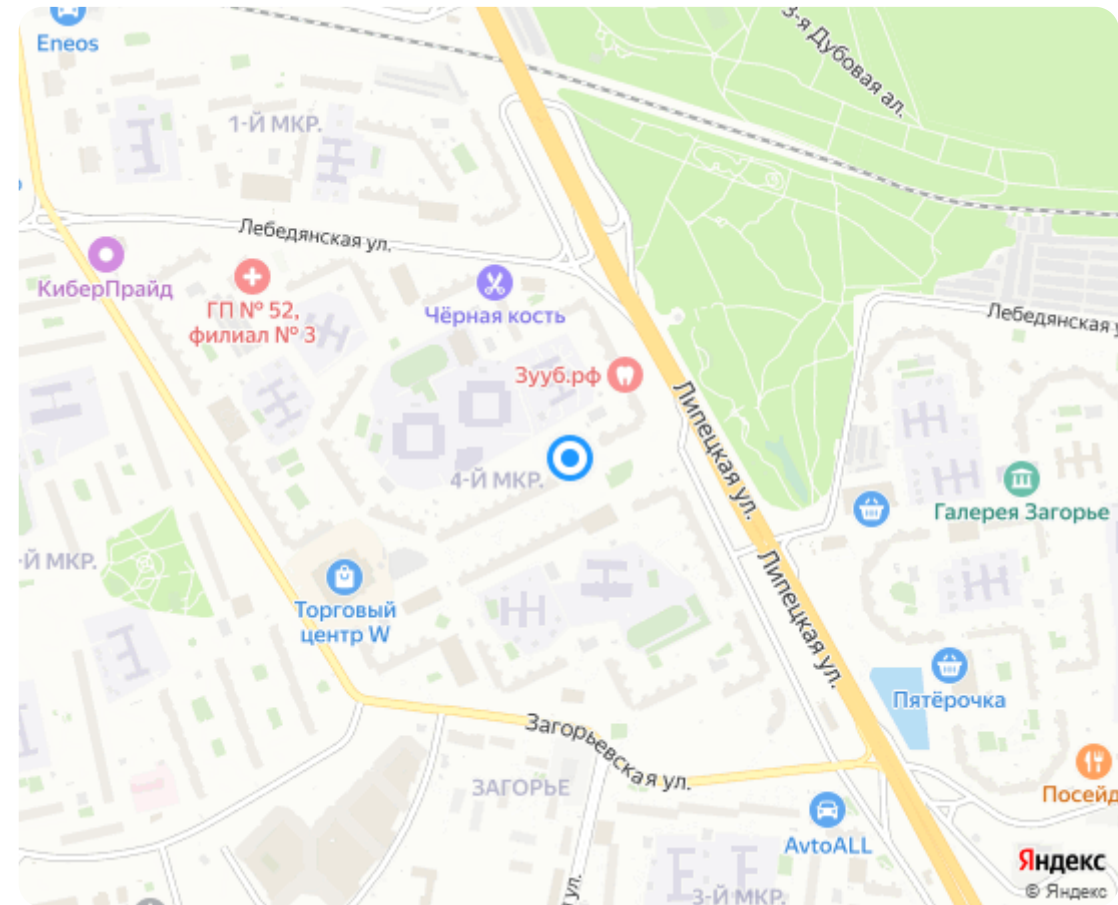 3-я Дубовая ал.
Eneos
1-Й МКР.
Лебедянская ул.
КиберПрайд
ГП № 52,
филиал № 3
Чёрная кость
Лебедянская у
Зууб.рф
Липецкая ул.
4-Й МКР.
Галерея Загорье
-Й МКР.
Липецкая ул.
Торговый
центр W
Пятёрочка
Загорьевская ул.
ЗАГОРЬЕ
Посейд
AvtoALL
Яндекс
© Яндекс
ул.
3-Й МКР.